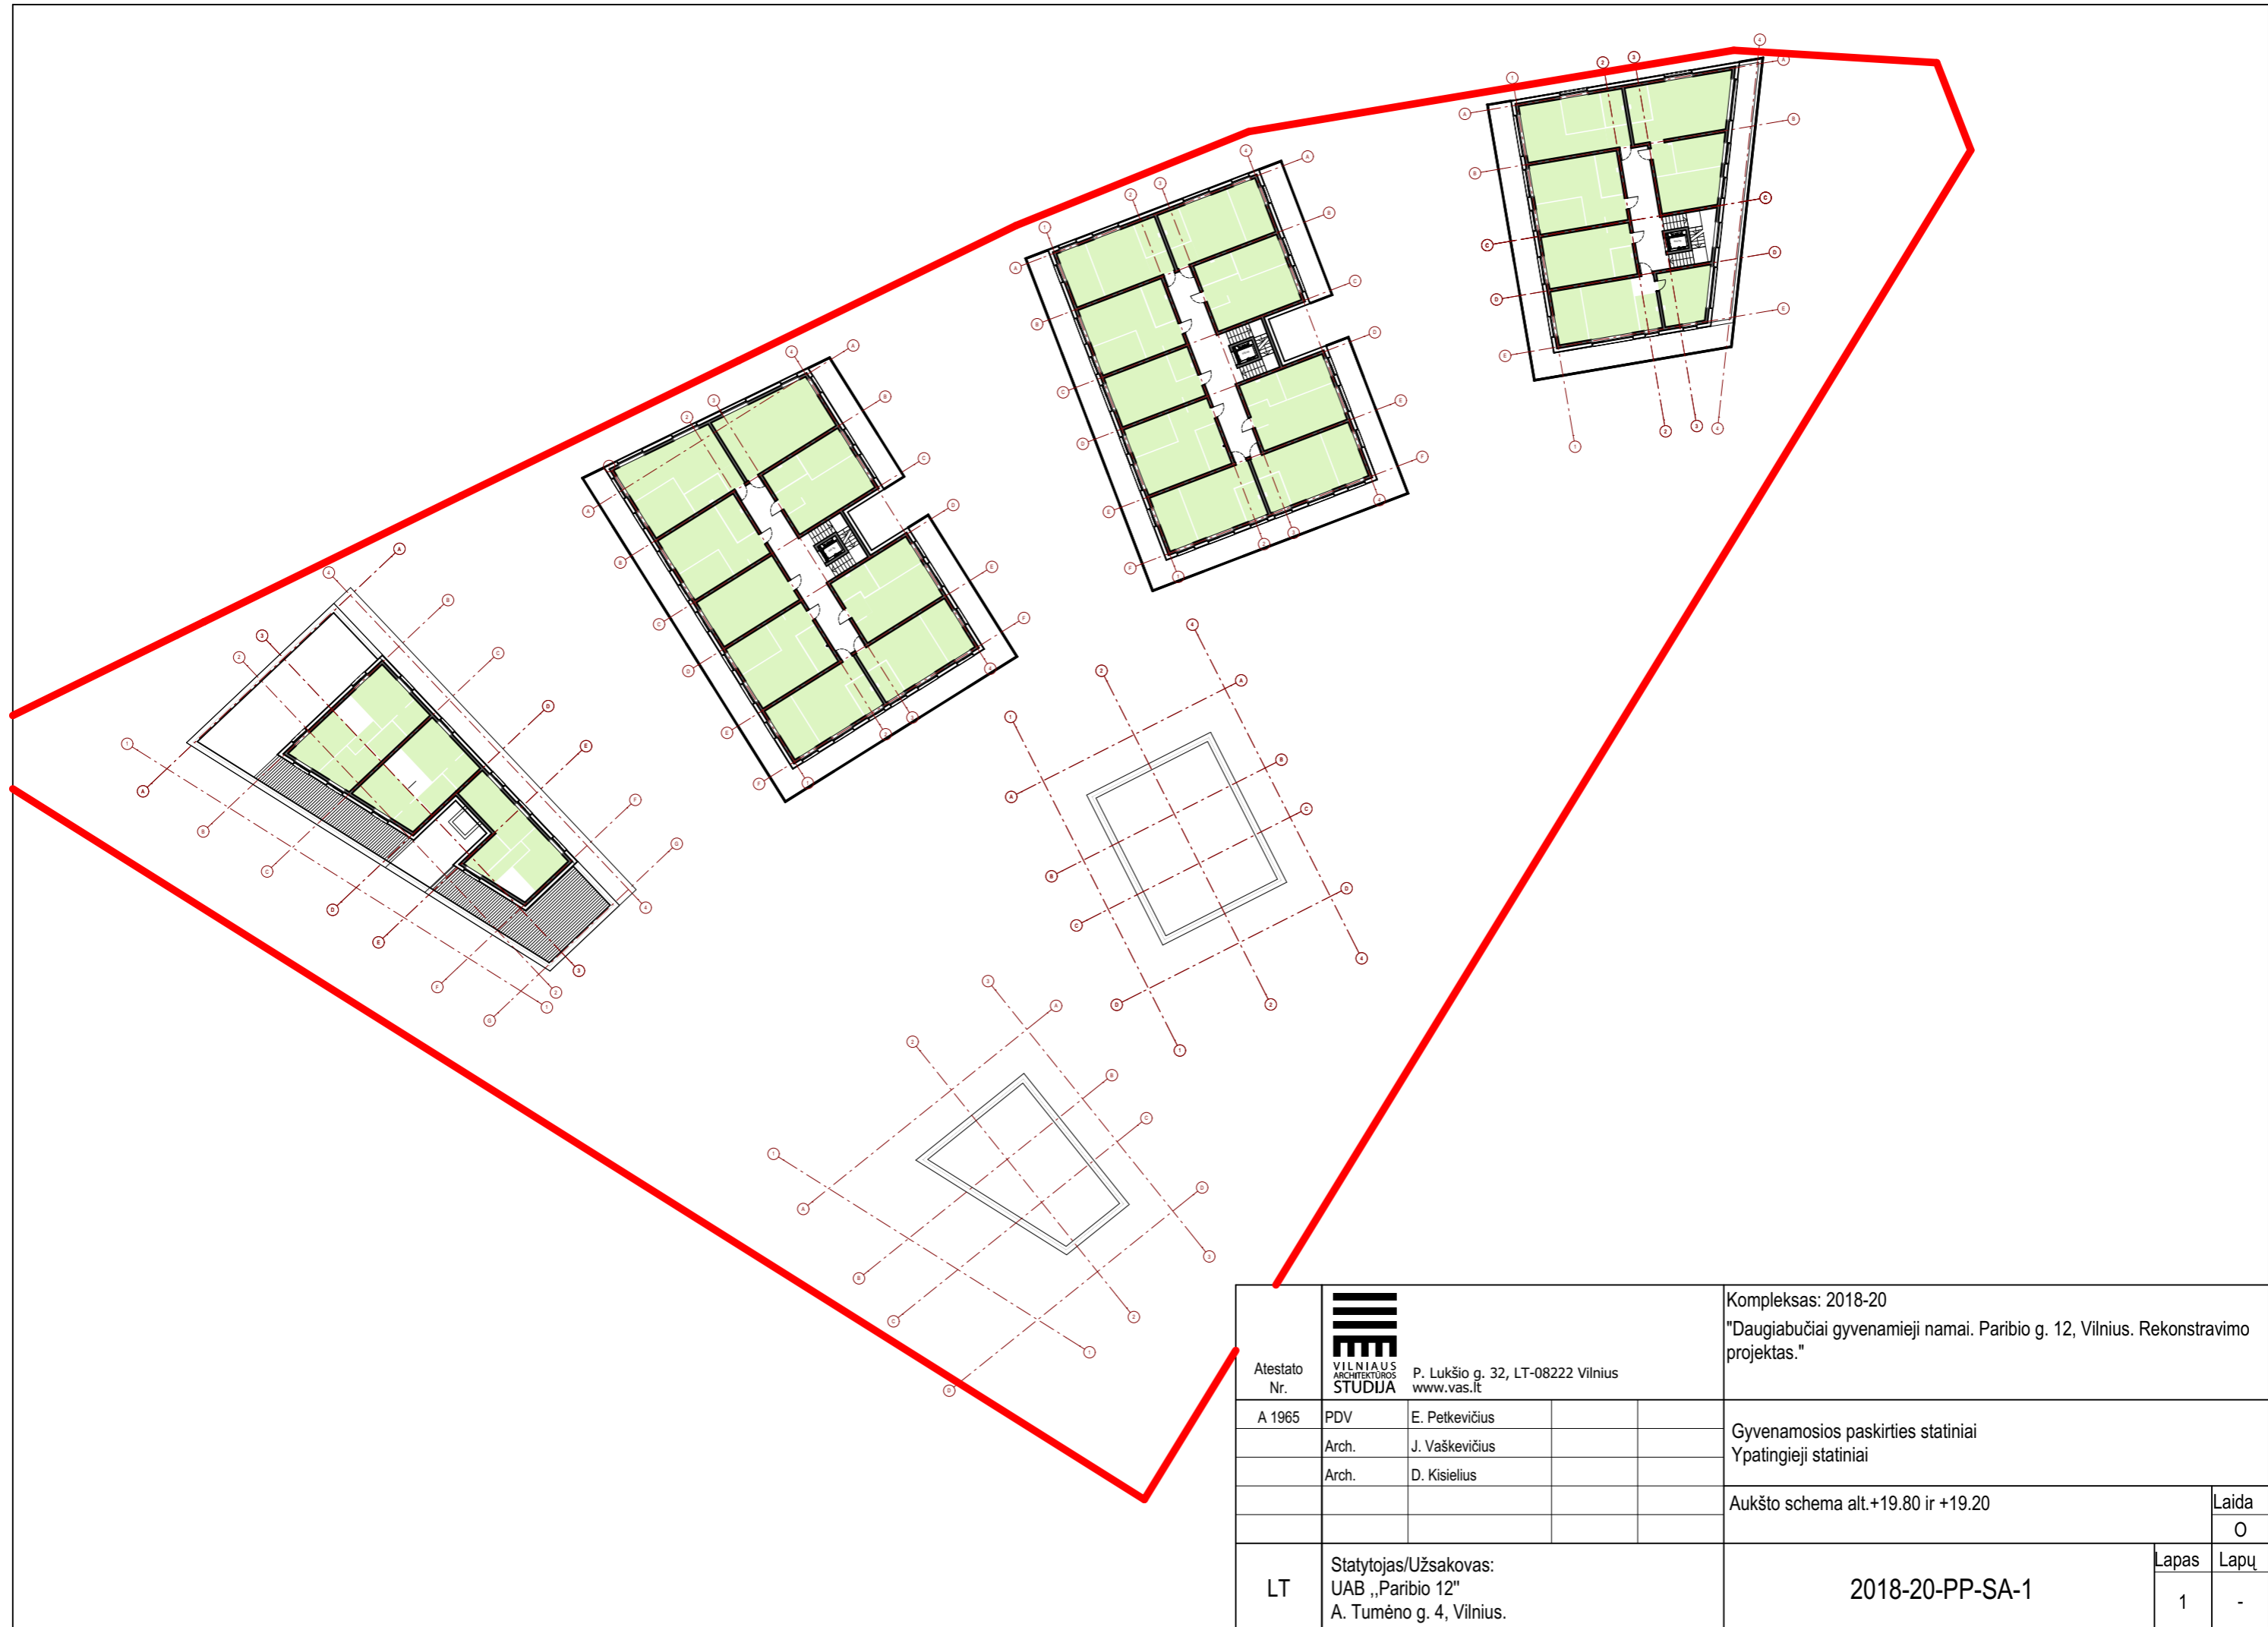 Atestato
Nr.
VILNIAUS
ARCHITEKTŪROS
STUDIJA
P. Lukšio g. 32, LT-08222 Vilnius
www.vas.lt
Kompleksas: 2018-20
"Daugiabučiai gyvenamieji namai. Paribio g. 12, Vilnius. Rekonstravimo
projektas."
A 1965 PDV E. Petkevičius
Arch. J. Vaškevičius
Arch. D. Kisielius
Gyvenamosios paskirties statiniai
Ypatingieji statiniai
Aukšto schema alt.+19.80 ir +19.20
Laida
O
LT
Statytojas/Užsakovas:
UAB ,,Paribio 12"
A. Tumėno g. 4, Vilnius.
2018-20-PP-SA-1
Lapas Lapų
1 -